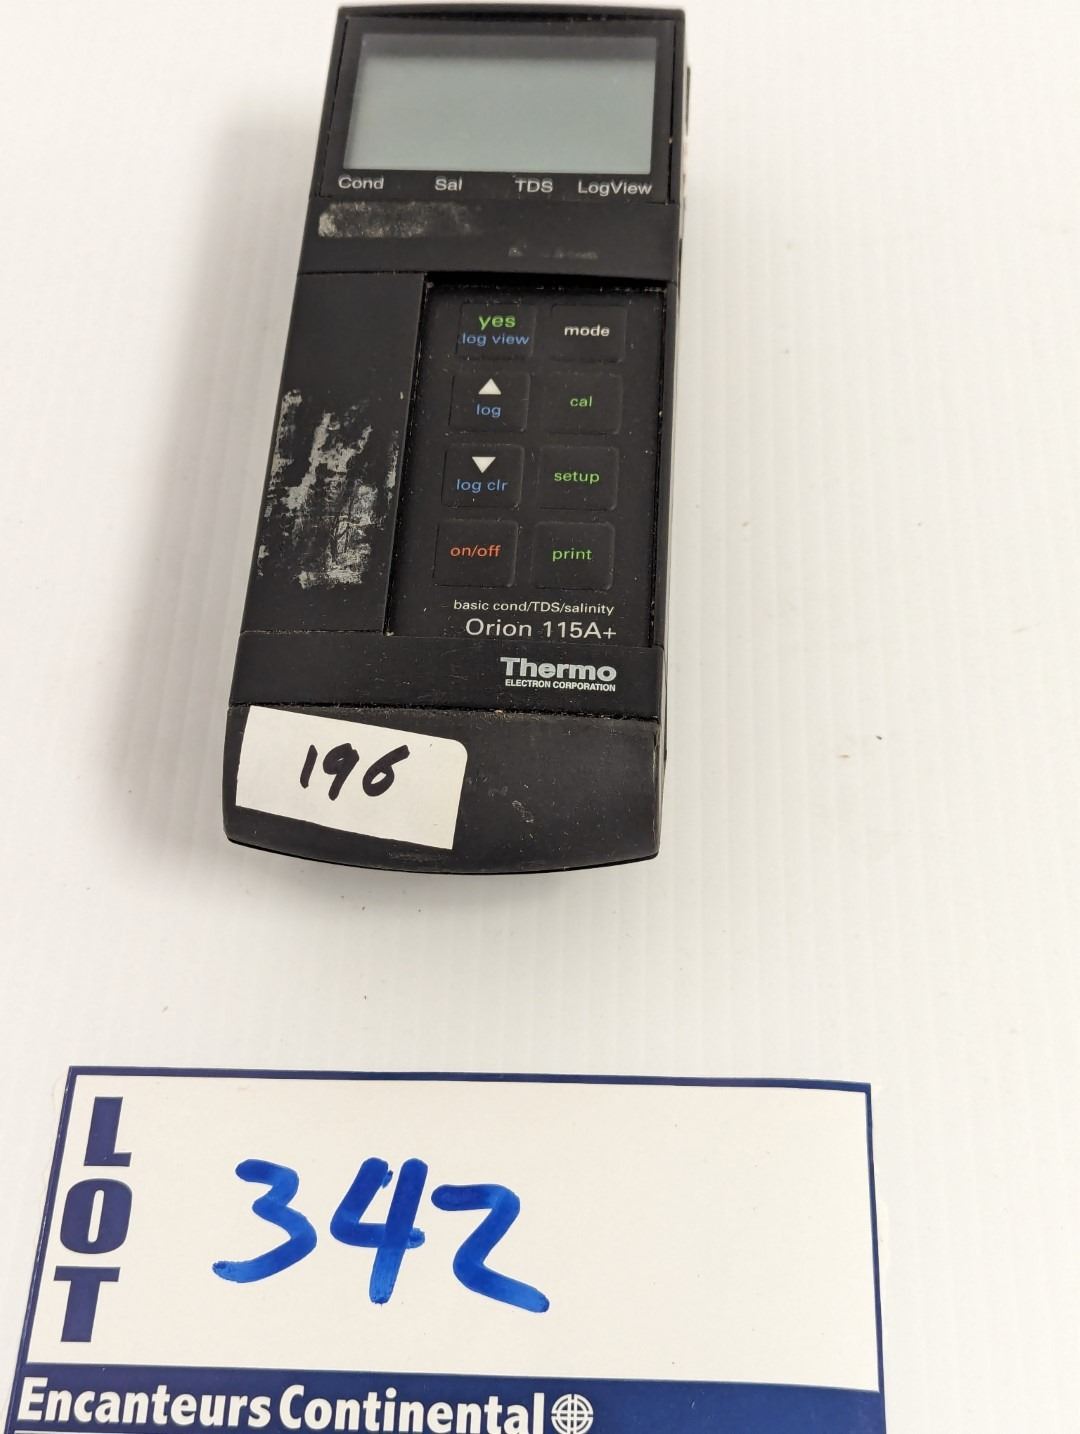 Cond Sal TDS LogView
yes
log view
mode
log
cal
log clr
setup
on/off
print
basic cond/TDS/salinity
Orion 115A+
Thermo
ELECTRON CORPORATION
196
LOT
342
Encanteurs Continental